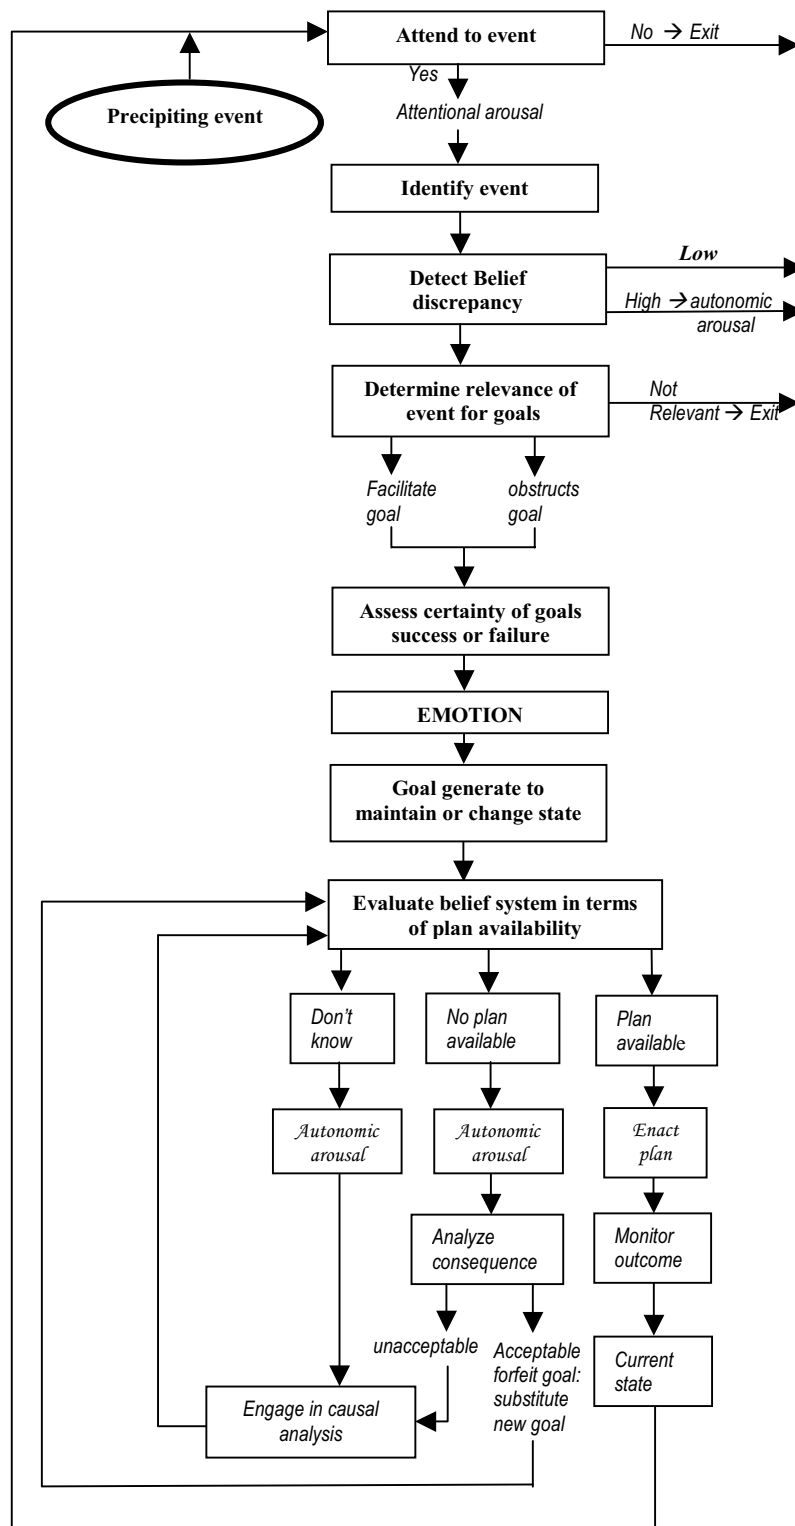 Attend to event
No → Exit
Yes
Precipiting event
Attentional arousal
Identify event
Low
Detect Belief
discrepancy
High → autonomic
arousal
Determine relevance of
event for goals
Not
Relevant → Exit
Facilitate
goal
obstructs
goal
Assess certainty of goals
success or failure
EMOTION
Goal generate to
maintain or change state
Evaluate belief system in terms
of plan availability
Don't
know
No plan
available
Plan
available
Autonomic
arousal
Autonomic
arousal
Enact
plan
Analyze
consequence
Monitor
outcome
unacceptable
Acceptable
forfeit goal:
substitute
new goal
Current
state
Engage in causal
analysis